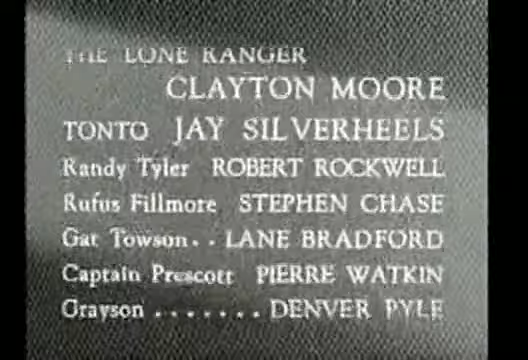 THE LONE RANGER
CLAYTON MOORE
TONTO JAY SILVERHEELS
Randy Tyler ROBERT ROCKWELL
Rufus Fillmore STEPHEN CHASE
Gat Towson.. LANE BRADFORD
Captain Prescott PIERRE WATKIN
Grayson ....... DENVER PYLE